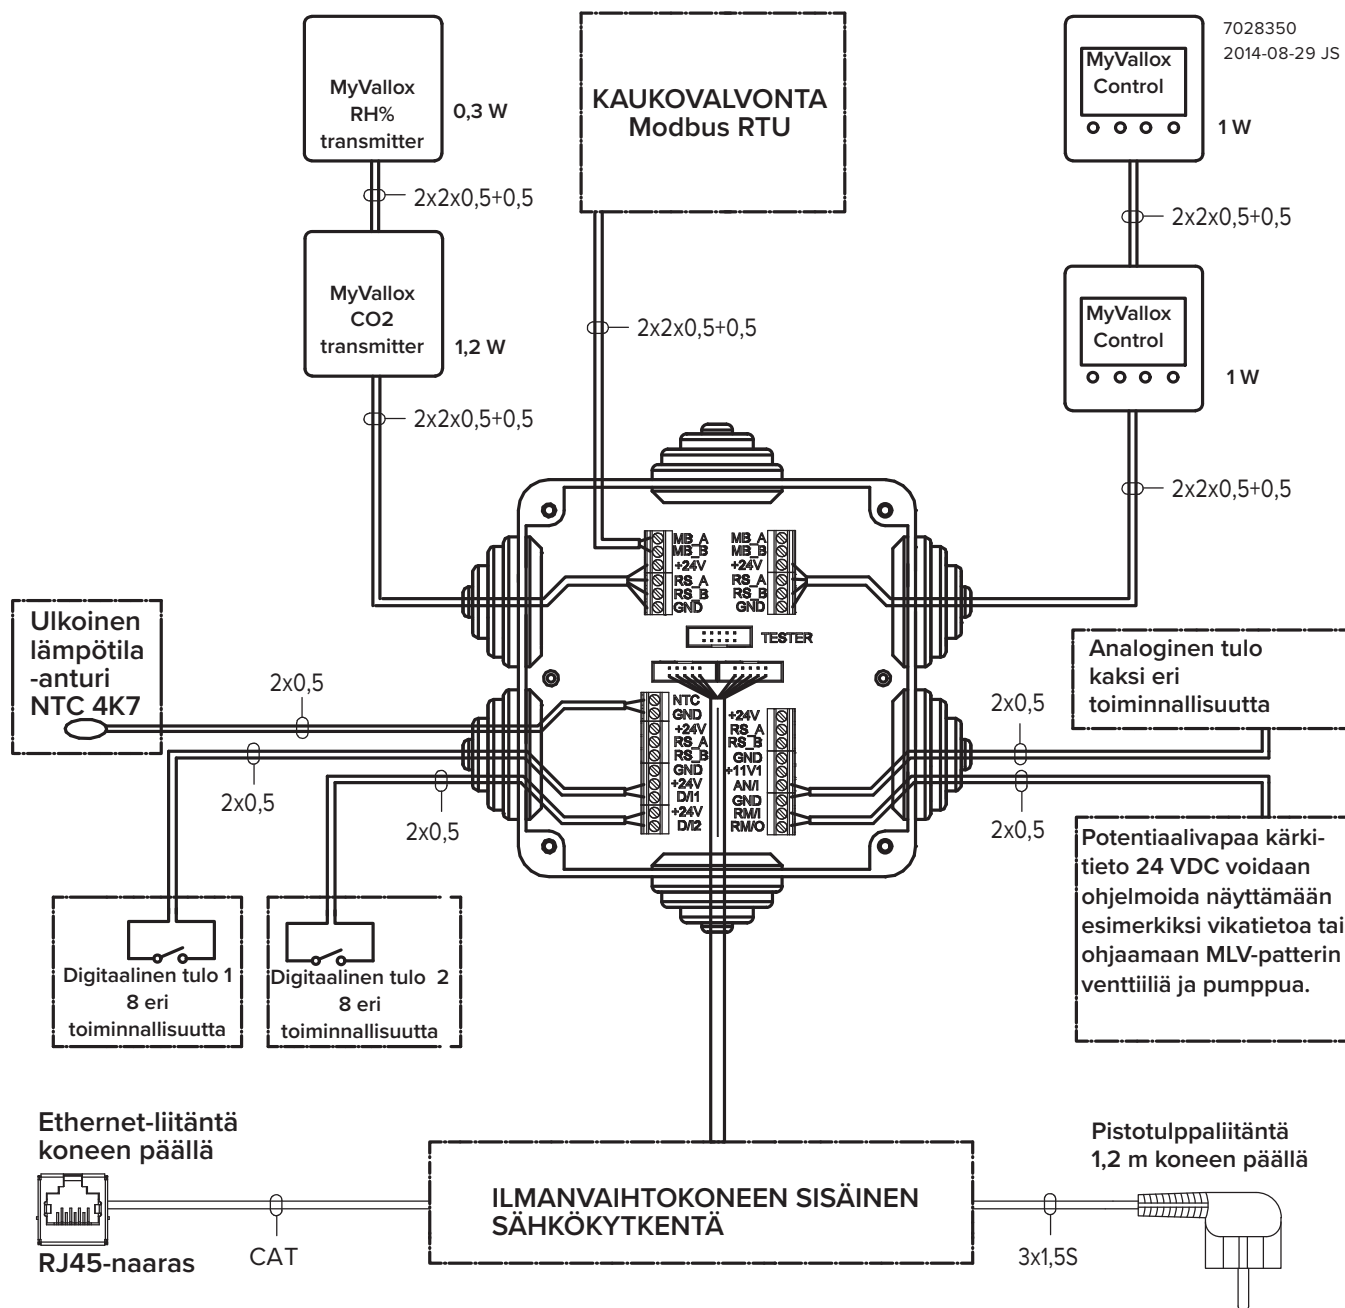 7028350
2014-08-29 JS
MyVallox
RH%
transmitter
0,3 W
KAUKOVALVONTA
Modbus RTU
MyVallox
Control
1 W
2x2x0,5+0,5
2x2x0,5+0,5
MyVallox
CO2
transmitter
1,2 W
2x2x0,5+0,5
MyVallox
Control
1 W
2x2x0,5+0,5
2x2x0,5+0,5
MB_A
MB_B
+24V
RS_A
RS_B
GND
MB_A
MB_B
+24V
RS_A
RS_B
GND
TESTER
Ulkoinen
lämpötila
-anturi
NTC 4K7
2x0,5
2x0,5
2x0,5
NTC
GND
+24V
RS_A
RS_B
GND
+24V
D/I1
+24V
D/I2
+24V
RS_A
RS_B
GND
+11V1
AN/I
GND
RM/I
RM/O
2x0,5
2x0,5
Analoginen tulo
kaksi eri
toiminnallisuutta
Potentiaalivapaa kärki-
tieto 24 VDC voidaan
ohjelmoida näyttämään
esimerkiksi vikatietoa tai
ohjaamaan MLV-patterin
venttiiliä ja pumppua.
Digitaalinen tulo 1
8 eri
toiminnallisuutta
Digitaalinen tulo 2
8 eri
toiminnallisuutta
Ethernet-liitäntä
koneen päällä
RJ45-naaras
CAT
ILMANVAIHTOKONEEN SISÄINEN
SÄHKÖKYTKENTÄ
3x1,5S
Pistotulppaliitäntä
1,2 m koneen päällä